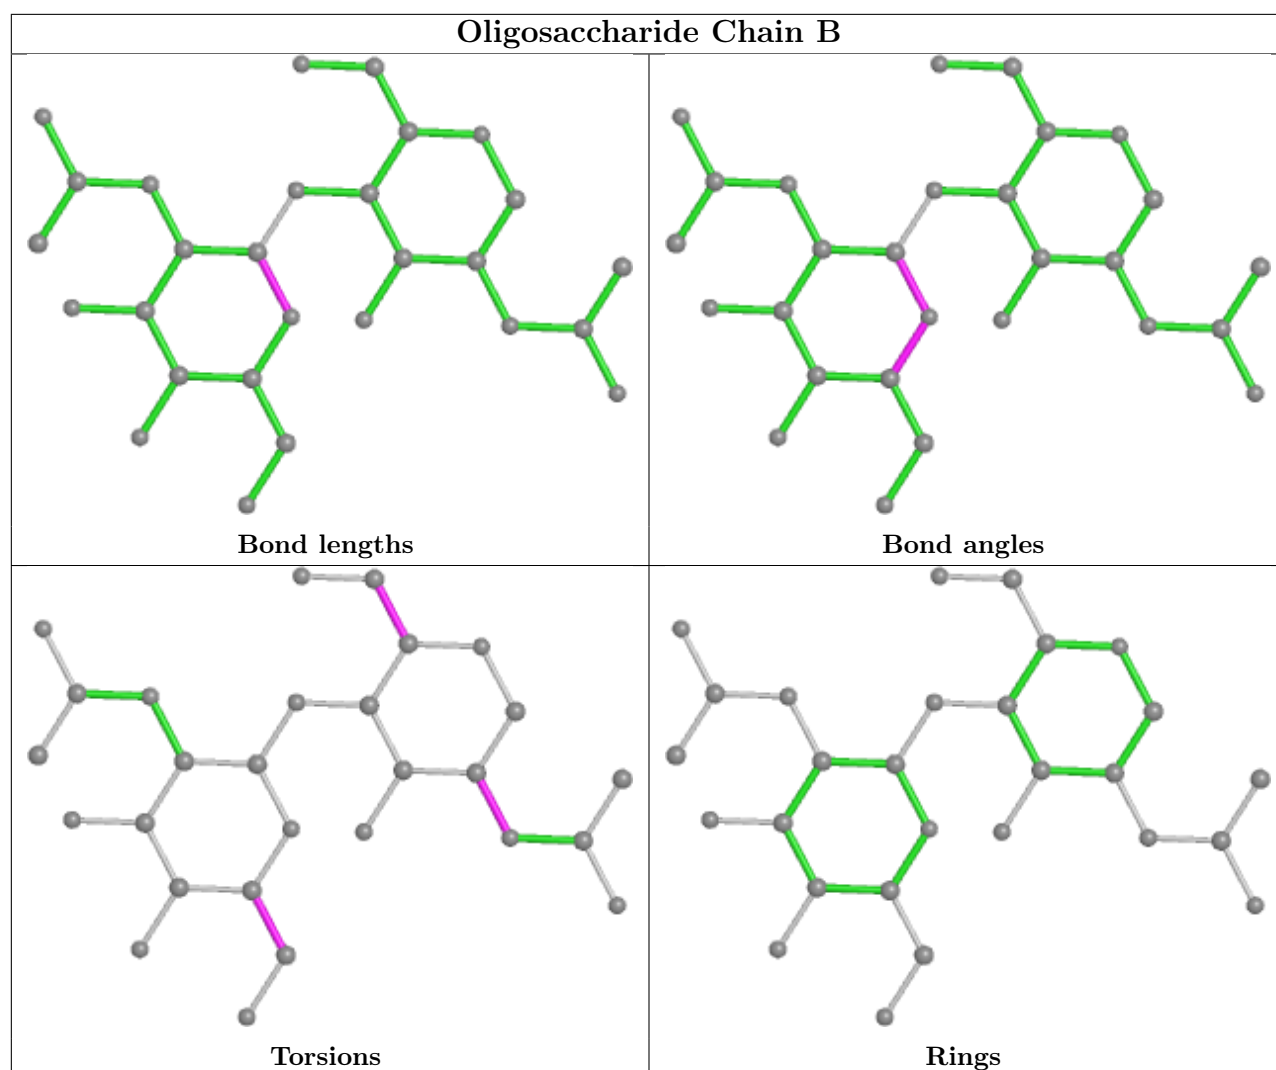 Oligosaccharide Chain B
Bond lengths
Bond angles
Torsions
Rings